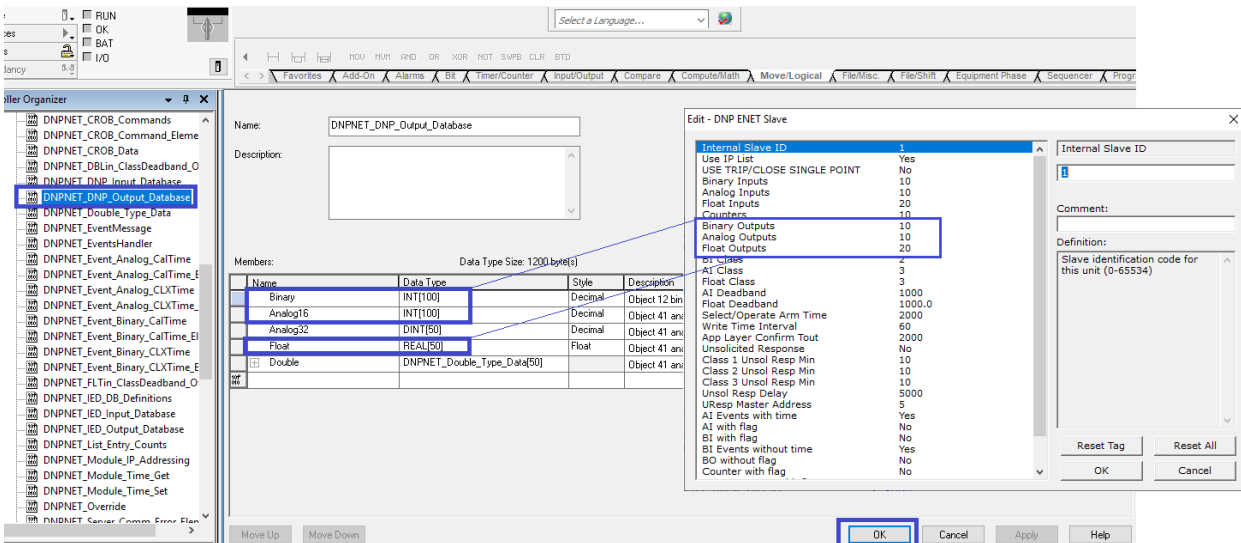 RUN
OK
BAT
I/O
Select a Language...
MOV MVM AND OR XOR NOT SWPB CLR BTD
Favorites Add-On Alarms Bit Timer/Counter Input/Output Compare Compute/Math Move/Logical File/Misc. File/Shift Equipment Phase Sequencer Progr
oller Organizer
DNPNET_CROB_Commands
DNPNET_CROB_Command_Eleme
DNPNET_CROB_Data
DNPNET_DBLin_ClassDeadband_O
DNPNET_DNP_Input_Database
DNPNET_DNP_Output_Database
DNPNET_Double_Type_Data
DNPNET_EventMessage
DNPNET_EventsHandler
DNPNET_Event_Analog_CalTime
DNPNET_Event_Analog_CalTime_E
DNPNET_Event_Analog_CLXTime
DNPNET_Event_Analog_CLXTime_
DNPNET_Event_Binary_CalTime
DNPNET_Event_Binary_CalTime_El
DNPNET_Event_Binary_CLXTime
DNPNET_Event_Binary_CLXTime_E
DNPNET_FLTin_ClassDeadband_O
DNPNET_IED_DB_Definitions
DNPNET_IED_Input_Database
DNPNET_IED_Output_Database
DNPNET_List_Entry_Counts
DNPNET_Module_IP_Addressing
DNPNET_Module_Time_Get
DNPNET_Module_Time_Set
DNPNET_Override
DNPNET_Server_Comm_Error_Elem
Name: DNPNET_DNP_Output_Database
Description:
Members: Data Type Size: 1200 byte(s)
Name Data Type Style Description
Binary INT[100] Decimal Object 12 bin
Analog16 INT[100] Decimal Object 41 ana
Analog32 DINT[50] Decimal Object 41 ana
Float REAL[50] Float Object 41 ana
Double DNPNET_Double_Type_Data[50] Object 41 ana
Move Up Move Down OK Cancel Apply Help
Edit - DNP ENET Slave
Internal Slave ID 1
Use IP List Yes
USE TRIP/CLOSE SINGLE POINT No
Binary Inputs 10
Analog Inputs 10
Float Inputs 20
Counters 10
Binary Outputs 10
Analog Outputs 10
Float Outputs 20
BI Class 2
AI Class 3
Float Class 3
AI Deadband 1000
Float Deadband 1000.0
Select/Operate Arm Time 2000
Write Time Interval 60
App Layer Confirm Tout 2000
Unsolicited Response No
Class 1 Unsol Resp Min 10
Class 2 Unsol Resp Min 10
Class 3 Unsol Resp Min 10
Unsol Resp Delay 5000
UResp Master Address 5
AI Events with time Yes
AI with flag No
BI with flag No
BI Events without time Yes
BO without flag No
Counter with flag No
Internal Slave ID
1
Comment:
Definition:
Slave identification code for
this unit (0-65534)
Reset Tag Reset All
OK Cancel